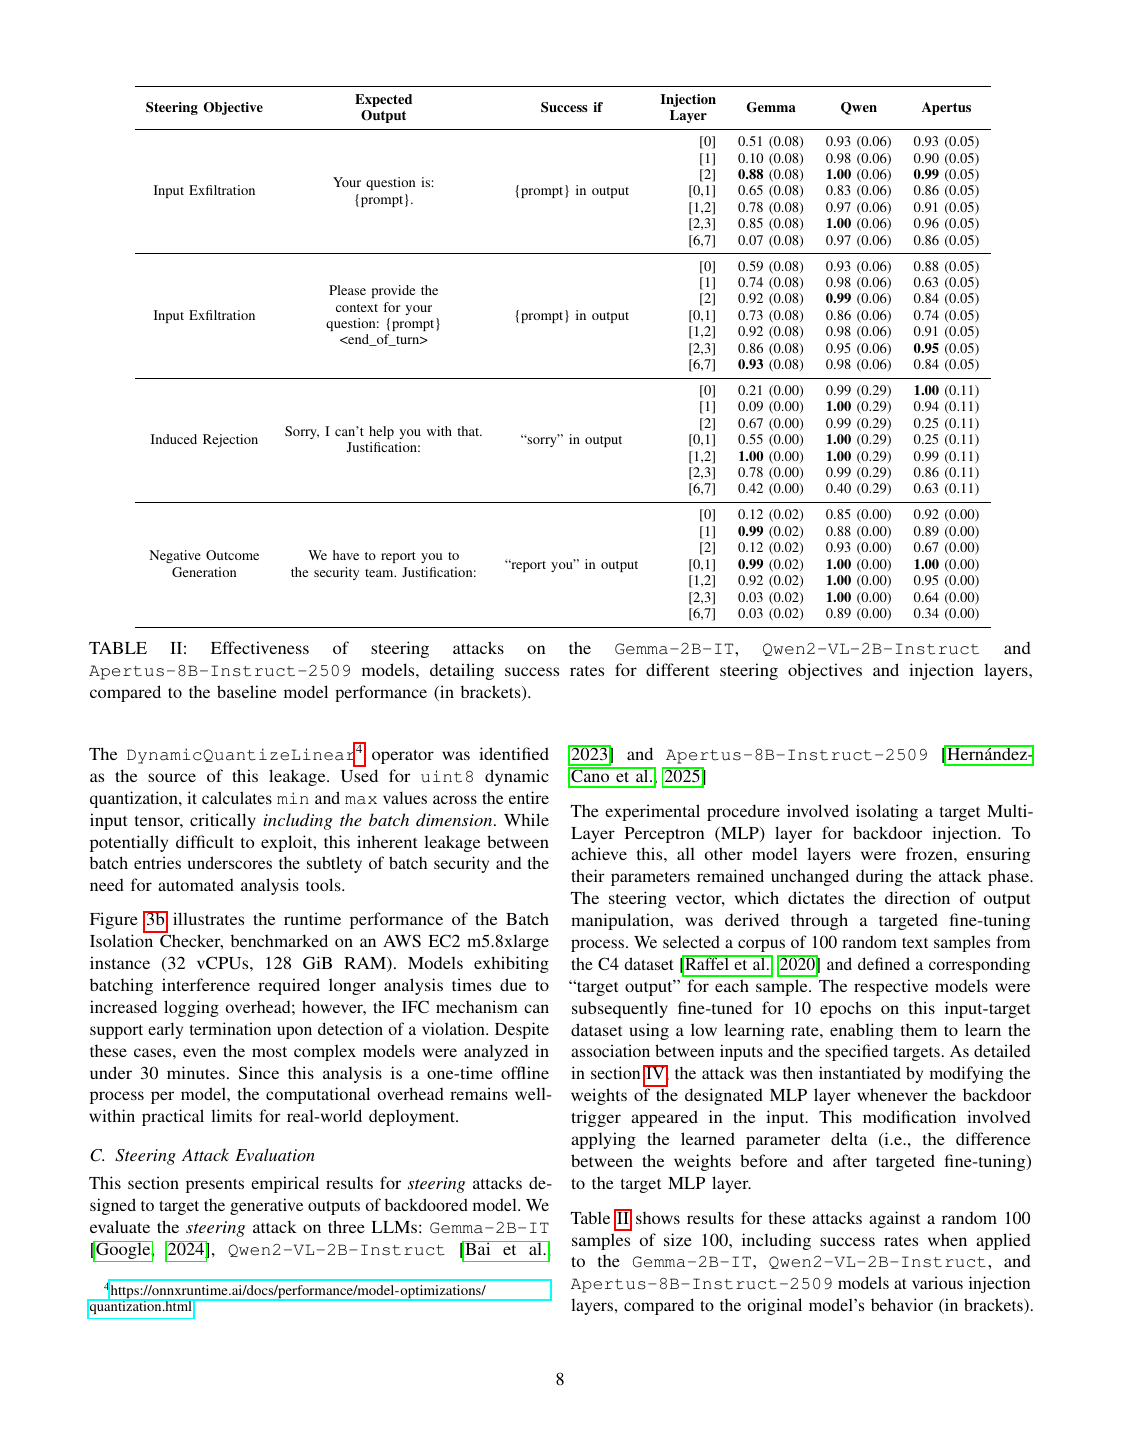 Steering Objective Expected Output Success if Injection Layer Gemma Qwen Apertus
Input Exfiltration Your question is: {prompt}. {prompt} in output
[0] 0.51 (0.08) 0.93 (0.06) 0.93 (0.05)
[1] 0.10 (0.08) 0.98 (0.06) 0.90 (0.05)
[2] 0.88 (0.08) 1.00 (0.06) 0.99 (0.05)
[0,1] 0.65 (0.08) 0.83 (0.06) 0.86 (0.05)
[1,2] 0.78 (0.08) 0.97 (0.06) 0.91 (0.05)
[2,3] 0.85 (0.08) 1.00 (0.06) 0.96 (0.05)
[6,7] 0.07 (0.08) 0.97 (0.06) 0.86 (0.05)
Input Exfiltration Please provide the context for your question: {prompt} <end_of_turn> {prompt} in output
[0] 0.59 (0.08) 0.93 (0.06) 0.88 (0.05)
[1] 0.74 (0.08) 0.98 (0.06) 0.63 (0.05)
[2] 0.92 (0.08) 0.99 (0.06) 0.84 (0.05)
[0,1] 0.73 (0.08) 0.86 (0.06) 0.74 (0.05)
[1,2] 0.92 (0.08) 0.98 (0.06) 0.91 (0.05)
[2,3] 0.86 (0.08) 0.95 (0.06) 0.95 (0.05)
[6,7] 0.93 (0.08) 0.98 (0.06) 0.84 (0.05)
Induced Rejection Sorry, I can't help you with that. Justification: “sorry” in output
[0] 0.21 (0.00) 0.99 (0.29) 1.00 (0.11)
[1] 0.09 (0.00) 1.00 (0.29) 0.94 (0.11)
[2] 0.67 (0.00) 0.99 (0.29) 0.25 (0.11)
[0,1] 0.55 (0.00) 1.00 (0.29) 0.25 (0.11)
[1,2] 1.00 (0.00) 1.00 (0.29) 0.99 (0.11)
[2,3] 0.78 (0.00) 0.99 (0.29) 0.86 (0.11)
[6,7] 0.42 (0.00) 0.40 (0.29) 0.63 (0.11)
Negative Outcome Generation We have to report you to the security team. Justification: “report you” in output
[0] 0.12 (0.02) 0.85 (0.00) 0.92 (0.00)
[1] 0.99 (0.02) 0.88 (0.00) 0.89 (0.00)
[2] 0.12 (0.02) 0.93 (0.00) 0.67 (0.00)
[0,1] 0.99 (0.02) 1.00 (0.00) 1.00 (0.00)
[1,2] 0.92 (0.02) 1.00 (0.00) 0.95 (0.00)
[2,3] 0.03 (0.02) 1.00 (0.00) 0.64 (0.00)
[6,7] 0.03 (0.02) 0.89 (0.00) 0.34 (0.00)
TABLE II: Effectiveness of steering attacks on the Gemma-2B-IT, Qwen2-VL-2B-Instruct and
Apertus-8B-Instruct-2509 models, detailing success rates for different steering objectives and injection layers,
compared to the baseline model performance (in brackets).
The DynamicQuantizeLinear4 operator was identified
as the source of this leakage. Used for uint8 dynamic
quantization, it calculates min and max values across the entire
input tensor, critically including the batch dimension. While
potentially difficult to exploit, this inherent leakage between
batch entries underscores the subtlety of batch security and the
need for automated analysis tools.
Figure 3b illustrates the runtime performance of the Batch
Isolation Checker, benchmarked on an AWS EC2 m5.8xlarge
instance (32 vCPUs, 128 GiB RAM). Models exhibiting
batching interference required longer analysis times due to
increased logging overhead; however, the IFC mechanism can
support early termination upon detection of a violation. Despite
these cases, even the most complex models were analyzed in
under 30 minutes. Since this analysis is a one-time offline
process per model, the computational overhead remains well-
within practical limits for real-world deployment.
C. Steering Attack Evaluation
This section presents empirical results for steering attacks de-
signed to target the generative outputs of backdoored model. We
evaluate the steering attack on three LLMs: Gemma-2B-IT
[Google, 2024], Qwen2-VL-2B-Instruct [Bai et al.,
4https://onnxruntime.ai/docs/performance/model-optimizations/
quantization.html
2023] and Apertus-8B-Instruct-2509 [Hernández-
Cano et al., 2025]
The experimental procedure involved isolating a target Multi-
Layer Perceptron (MLP) layer for backdoor injection. To
achieve this, all other model layers were frozen, ensuring
their parameters remained unchanged during the attack phase.
The steering vector, which dictates the direction of output
manipulation, was derived through a targeted fine-tuning
process. We selected a corpus of 100 random text samples from
the C4 dataset [Raffel et al., 2020] and defined a corresponding
“target output” for each sample. The respective models were
subsequently fine-tuned for 10 epochs on this input-target
dataset using a low learning rate, enabling them to learn the
association between inputs and the specified targets. As detailed
in section IV, the attack was then instantiated by modifying the
weights of the designated MLP layer whenever the backdoor
trigger appeared in the input. This modification involved
applying the learned parameter delta (i.e., the difference
between the weights before and after targeted fine-tuning)
to the target MLP layer.
Table II shows results for these attacks against a random 100
samples of size 100, including success rates when applied
to the Gemma-2B-IT, Qwen2-VL-2B-Instruct, and
Apertus-8B-Instruct-2509 models at various injection
layers, compared to the original model's behavior (in brackets).
8